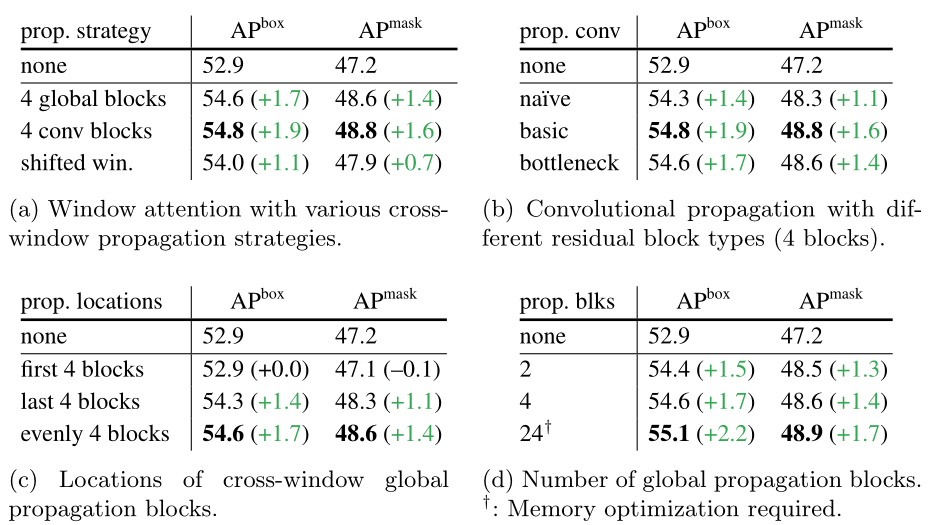 prop. strategy AP^box AP^mask
none 52.9 47.2
4 global blocks 54.6 (+1.7) 48.6 (+1.4)
4 conv blocks 54.8 (+1.9) 48.8 (+1.6)
shifted win. 54.0 (+1.1) 47.9 (+0.7)
(a) Window attention with various cross-
window propagation strategies.
prop. conv AP^box AP^mask
none 52.9 47.2
naïve 54.3 (+1.4) 48.3 (+1.1)
basic 54.8 (+1.9) 48.8 (+1.6)
bottleneck 54.6 (+1.7) 48.6 (+1.4)
(b) Convolutional propagation with dif-
ferent residual block types (4 blocks).
prop. locations AP^box AP^mask
none 52.9 47.2
first 4 blocks 52.9 (+0.0) 47.1 (–0.1)
last 4 blocks 54.3 (+1.4) 48.3 (+1.1)
evenly 4 blocks 54.6 (+1.7) 48.6 (+1.4)
(c) Locations of cross-window global
propagation blocks.
prop. blks AP^box AP^mask
none 52.9 47.2
2 54.4 (+1.5) 48.5 (+1.3)
4 54.6 (+1.7) 48.6 (+1.4)
24† 55.1 (+2.2) 48.9 (+1.7)
(d) Number of global propagation blocks.
†: Memory optimization required.